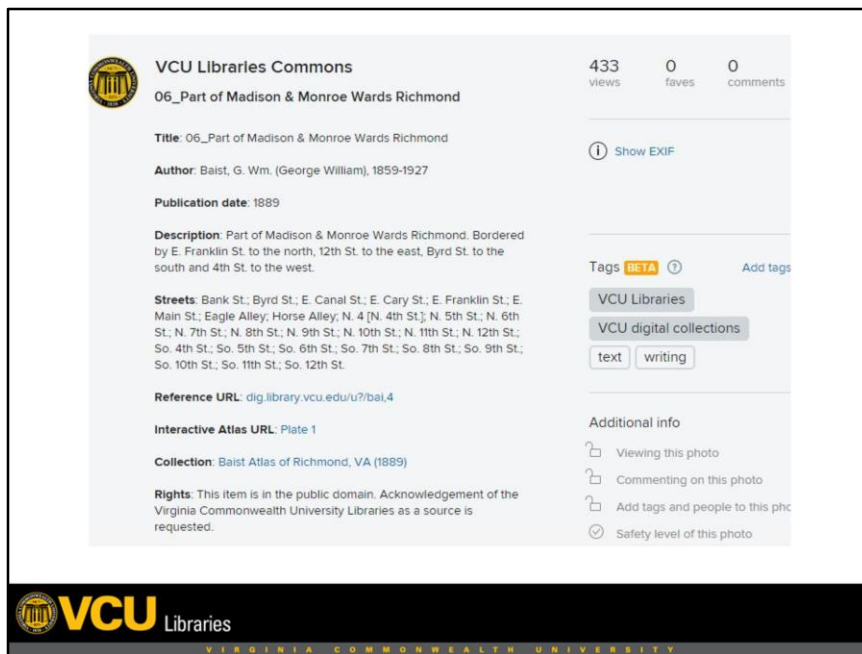 VCU Libraries Commons
06_Part of Madison & Monroe Wards Richmond
Title: 06_Part of Madison & Monroe Wards Richmond
Author: Baist, G. Wm. (George William), 1859-1927
Publication date: 1889
Description: Part of Madison & Monroe Wards Richmond. Bordered
by E. Franklin St. to the north, 12th St. to the east, Byrd St. to the
south and 4th St. to the west.
Streets: Bank St.; Byrd St.; E. Canal St.; E. Cary St.; E. Franklin St.; E.
Main St.; Eagle Alley; Horse Alley; N. 4 [N. 4th St.]; N. 5th St.; N. 6th
St.; N. 7th St.; N. 8th St.; N. 9th St.; N. 10th St.; N. 11th St.; N. 12th St.;
So. 4th St.; So. 5th St.; So. 6th St.; So. 7th St.; So. 8th St.; So. 9th St.;
So. 10th St.; So. 11th St.; So. 12th St.
Reference URL: dig.library.vcu.edu/u?/bai,4
Interactive Atlas URL: Plate 1
Collection: Baist Atlas of Richmond, VA (1889)
Rights: This item is in the public domain. Acknowledgement of the
Virginia Commonwealth University Libraries as a source is
requested.
433 0 0
views faves comments
Show EXIF
Tags BETA ? Add tags
VCU Libraries
VCU digital collections
text writing
Additional info
Viewing this photo
Commenting on this photo
Add tags and people to this pho
Safety level of this photo
VCU Libraries
VIRGINIA COMMONWEALTH UNIVERSITY